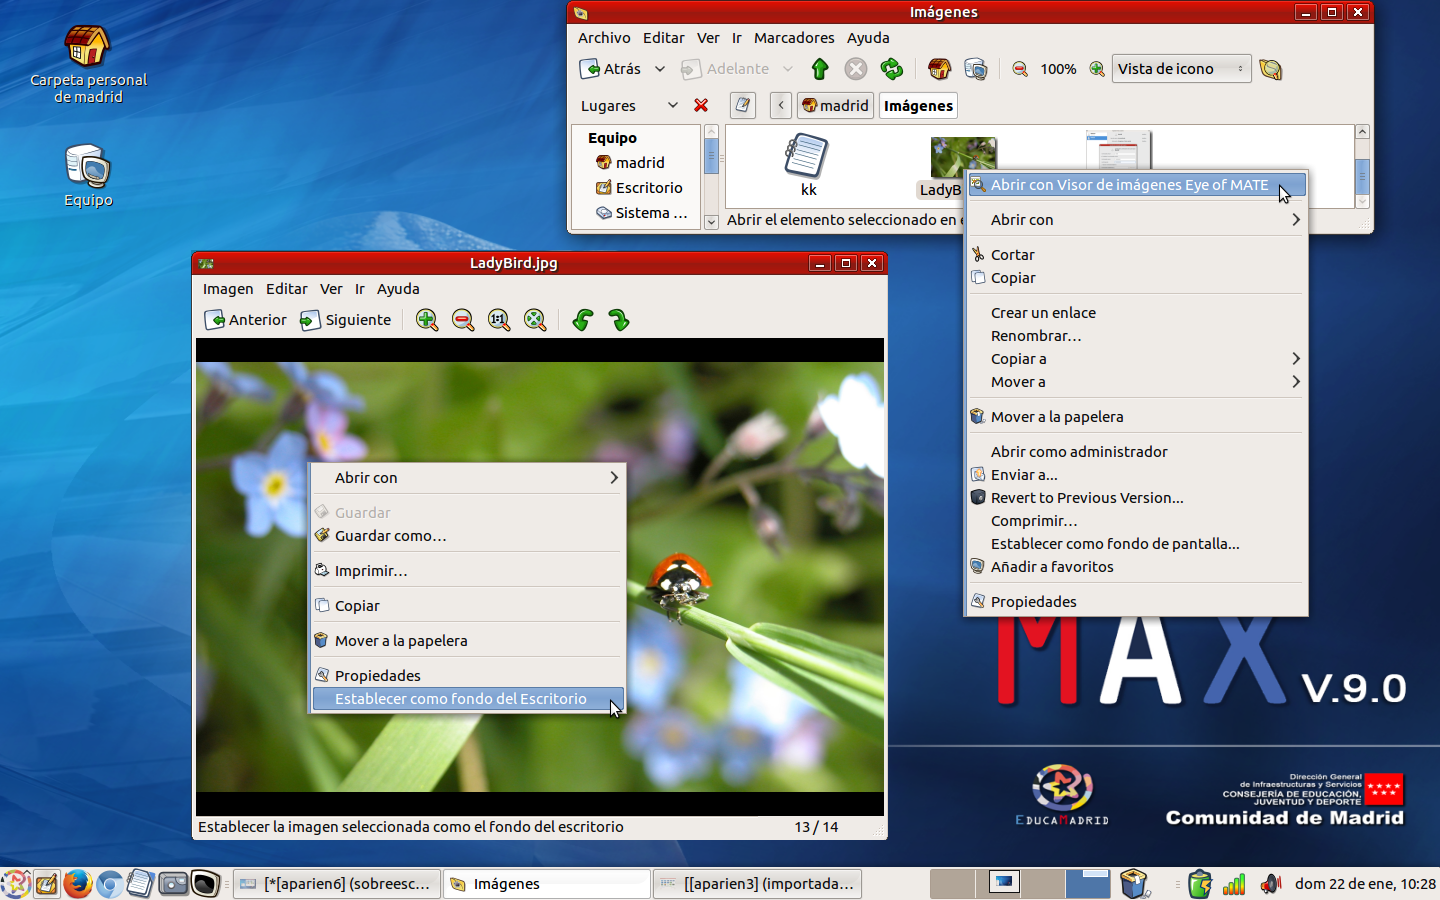 Carpeta personal
de madrid
Equipo
Imágenes
Archivo Editar Ver Ir Marcadores Ayuda
Atrás Adelante 100% Vista de icono
Lugares madrid Imágenes
Equipo
madrid
Escritorio
Sistema ...
kk
Abrir el elemento seleccionado en
Abrir con Visor de imágenes Eye of MATE
Abrir con
Cortar
Copiar
Crear un enlace
Renombrar...
Copiar a
Mover a
Mover a la papelera
Abrir como administrador
Enviar a...
Revert to Previous Version...
Comprimir...
Establecer como fondo de pantalla...
Añadir a favoritos
Propiedades
LadyBird.jpg
Imagen Editar Ver Ir Ayuda
Anterior Siguiente 1:1
Abrir con
Guardar
Guardar como...
Imprimir...
Copiar
Mover a la papelera
Propiedades
Establecer como fondo del Escritorio
Establecer la imagen seleccionada como el fondo del escritorio 13 / 14
MAX V.9.0
EDUCAMADRID
Dirección General
de Infraestructuras y Servicios
CONSEJERÍA DE EDUCACIÓN,
JUVENTUD Y DEPORTE
Comunidad de Madrid
[*[aparien6] (sobreesc... Imágenes [[aparien3] (importada... dom 22 de ene, 10:28